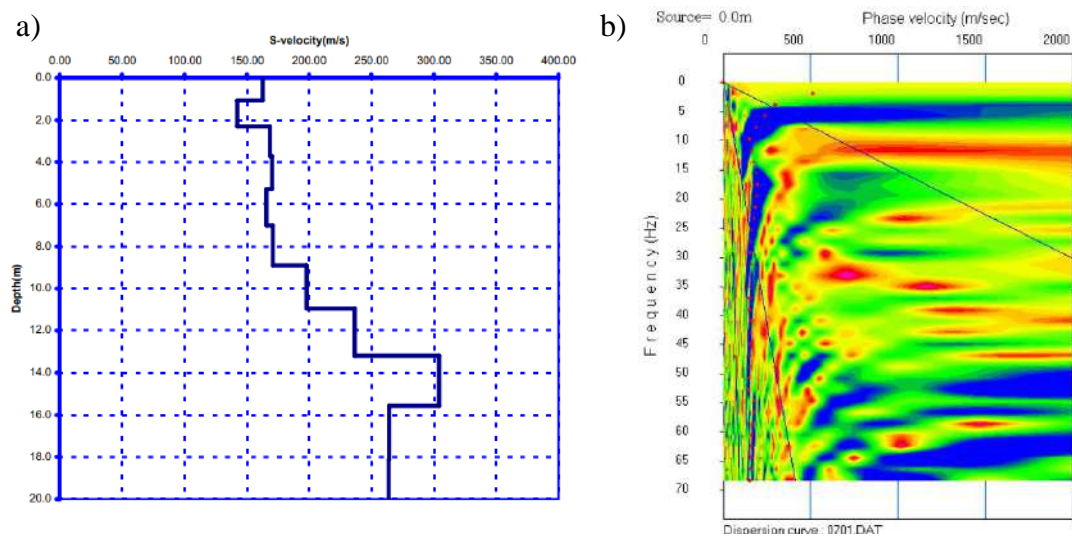 a)
S-velocity(m/s)
0.00 50.00 100.00 150.00 200.00 250.00 300.00 350.00 400.00
Depth(m)
0.0
2.0
4.0
6.0
8.0
10.0
12.0
14.0
16.0
18.0
20.0
b)
Source= 0.0m Phase velocity (m/sec)
0 500 1000 1500 2000
Frequency (Hz)
0
5
10
15
20
25
30
35
40
45
50
55
60
65
70
Dispersion curve : 0701.DAT